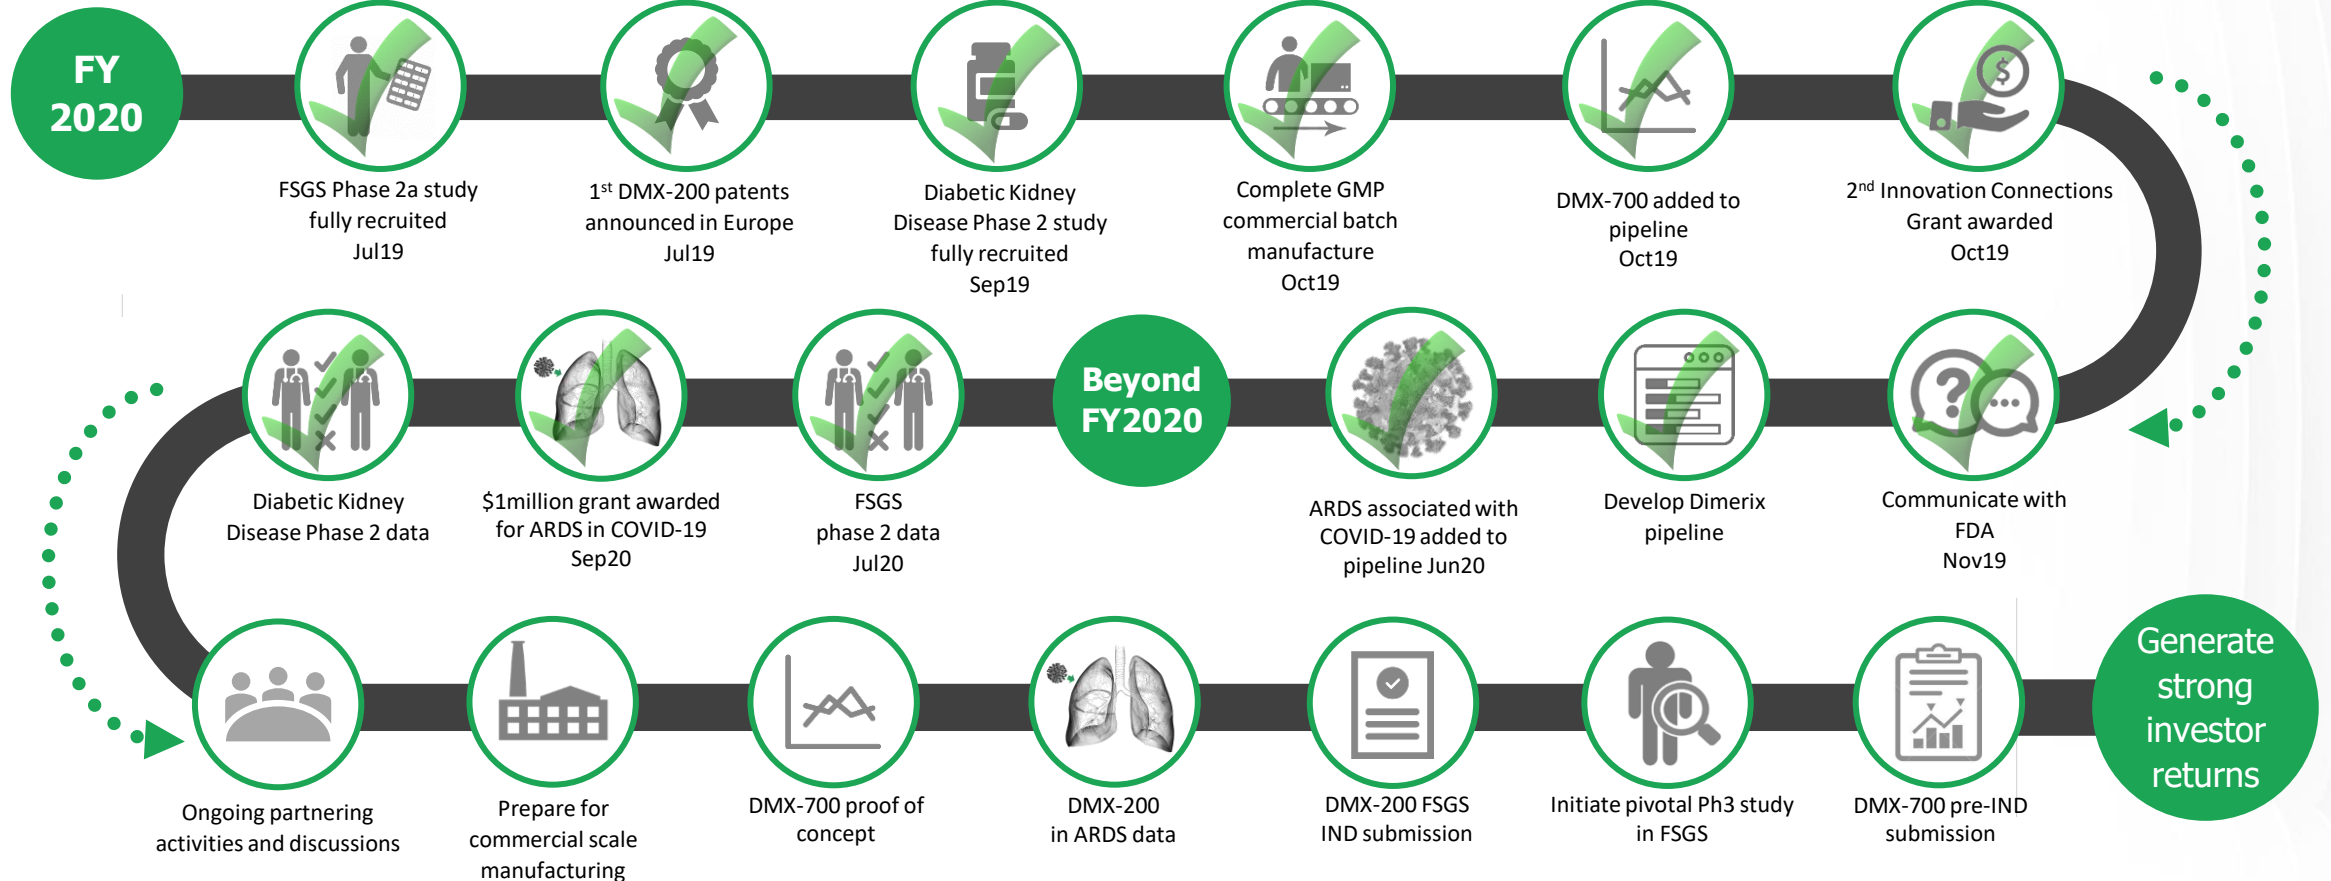 FY
2020
FSGS Phase 2a study
fully recruited
Jul19
1st DMX-200 patents
announced in Europe
Jul19
Diabetic Kidney
Disease Phase 2 study
fully recruited
Sep19
Complete GMP
commercial batch
manufacture
Oct19
DMX-700 added to
pipeline
Oct19
$
2nd Innovation Connections
Grant awarded
Oct19
?
Communicate with
FDA
Nov19
Develop Dimerix
pipeline
ARDS associated with
COVID-19 added to
pipeline Jun20
Beyond
FY2020
FSGS
phase 2 data
Jul20
$1million grant awarded
for ARDS in COVID-19
Sep20
Diabetic Kidney
Disease Phase 2 data
Ongoing partnering
activities and discussions
Prepare for
commercial scale
manufacturing
DMX-700 proof of
concept
DMX-200
in ARDS data
DMX-200 FSGS
IND submission
Initiate pivotal Ph3 study
in FSGS
DMX-700 pre-IND
submission
Generate
strong
investor
returns